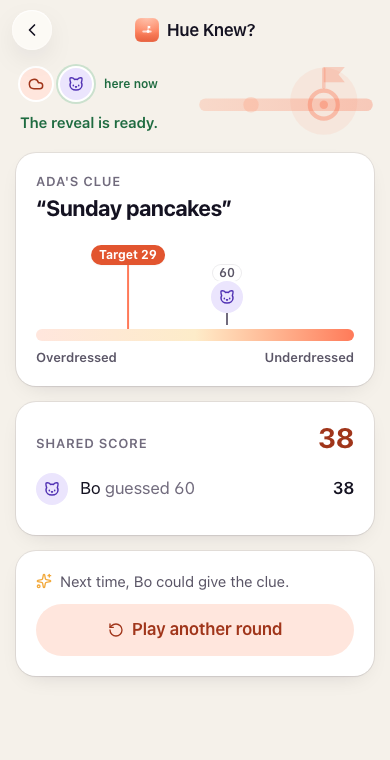 Hue Knew?
here now
The reveal is ready.
ADA'S CLUE
“Sunday pancakes”
Target 29
60
Overdressed
Underdressed
SHARED SCORE
38
Bo guessed 60
38
Next time, Bo could give the clue.
Play another round